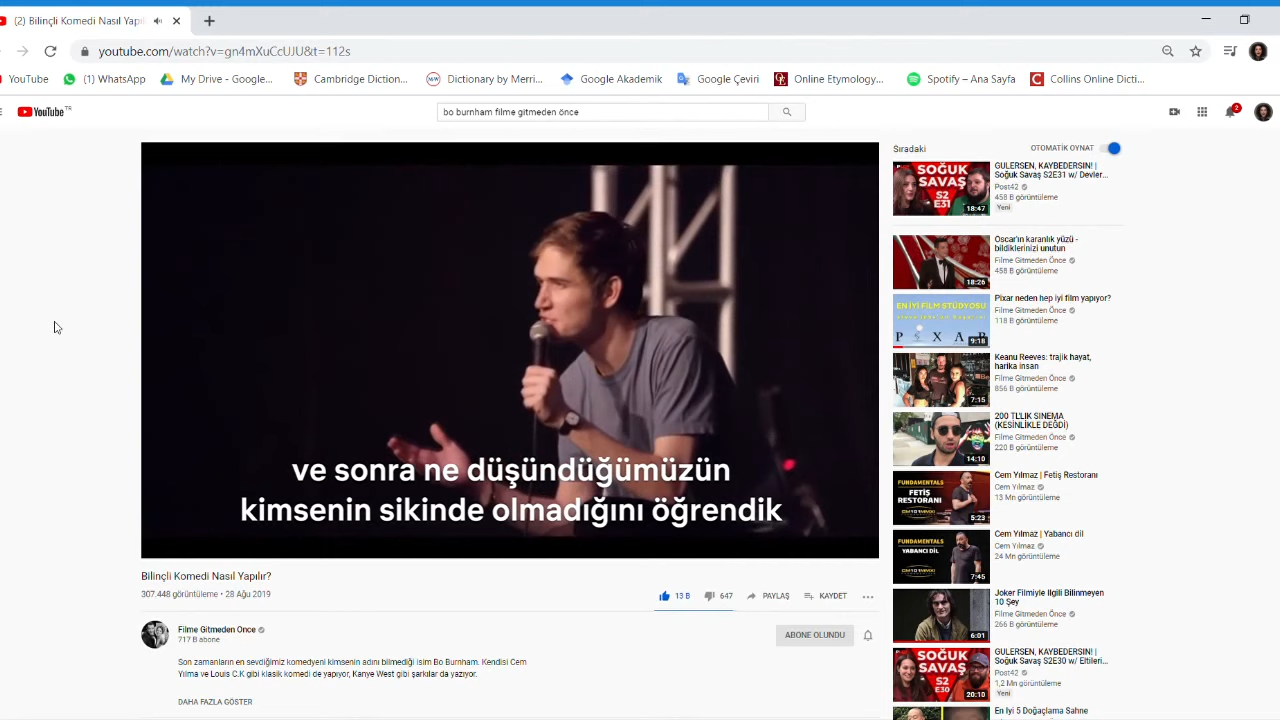 (2) Bilinçli Komedi Nasıl Yapı
youtube.com/watch?v=gn4mXuCcUJU&t=112s
YouTube
(1) WhatsApp
My Drive - Google...
Cambridge Diction...
Dictionary by Merri...
Google Akademik
Google Çeviri
Online Etymology...
Spotify – Ana Sayfa
Collins Online Dicti...
YouTube TR
bo burnham filme gitmeden önce
2
ve sonra ne düşündüğümüzün
kimsenin sikinde olmadığını öğrendik
Bilinçli Komedi Nasıl Yapılır?
307.448 görüntüleme • 28 Ağu 2019
13 B
647
PAYLAŞ
KAYDET
Filme Gitmeden Önce
717 B abone
ABONE OLUNDU
Son zamanların en sevdiğimiz komedyeni kimsenin adını bilmediği isim Bo Burnham. Kendisi Cem
Yılma ve Louis C.K gibi klasik komedi de yapıyor, Kanye West gibi şarkılar da yazıyor.
DAHA FAZLA GÖSTER
Sıradaki
OTOMATİK OYNAT
SOĞUK
SAVAŞ
S2
E31
18:47
GÜLERSEN, KAYBEDERSİN! |
Soğuk Savaş S2E31 w/ Devler...
Post42
458 B görüntüleme
Yeni
18:26
Oscar'ın karanlık yüzü -
bildiklerinizi unutun
Filme Gitmeden Önce
458 B görüntüleme
EN İYİ FİLM STÜDYOSU
P X A R
9:18
Pixar neden hep iyi film yapıyor?
Filme Gitmeden Önce
118 B görüntüleme
7:15
Keanu Reeves: trajik hayat,
harika insan
Filme Gitmeden Önce
856 B görüntüleme
14:10
200 TL'LİK SİNEMA
(KESİNLİKLE DEĞDİ)
Filme Gitmeden Önce
220 B görüntüleme
FUNDAMENTALS
FETİŞ
RESTORANI
5:23
Cem Yılmaz | Fetiş Restoranı
Cem Yılmaz
13 Mn görüntüleme
FUNDAMENTALS
YABANCI
DİL
7:45
Cem Yılmaz | Yabancı dil
Cem Yılmaz
24 Mn görüntüleme
6:01
Joker Filmiyle İlgili Bilinmeyen
10 Şey
Filme Gitmeden Önce
266 B görüntüleme
SOĞUK
SAVAŞ
S2
E30
20:10
GÜLERSEN, KAYBEDERSİN! |
Soğuk Savaş S2E30 w/ Eltileri...
Post42
1,2 Mn görüntüleme
Yeni
En İyi 5 Doğaçlama Sahne